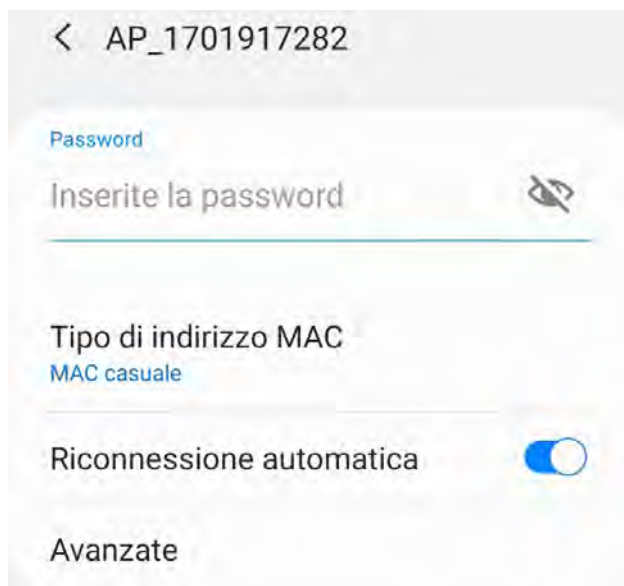 AP_1701917282
Password
Inserite la password
Tipo di indirizzo MAC
MAC casuale
Riconnessione automatica
Avanzate